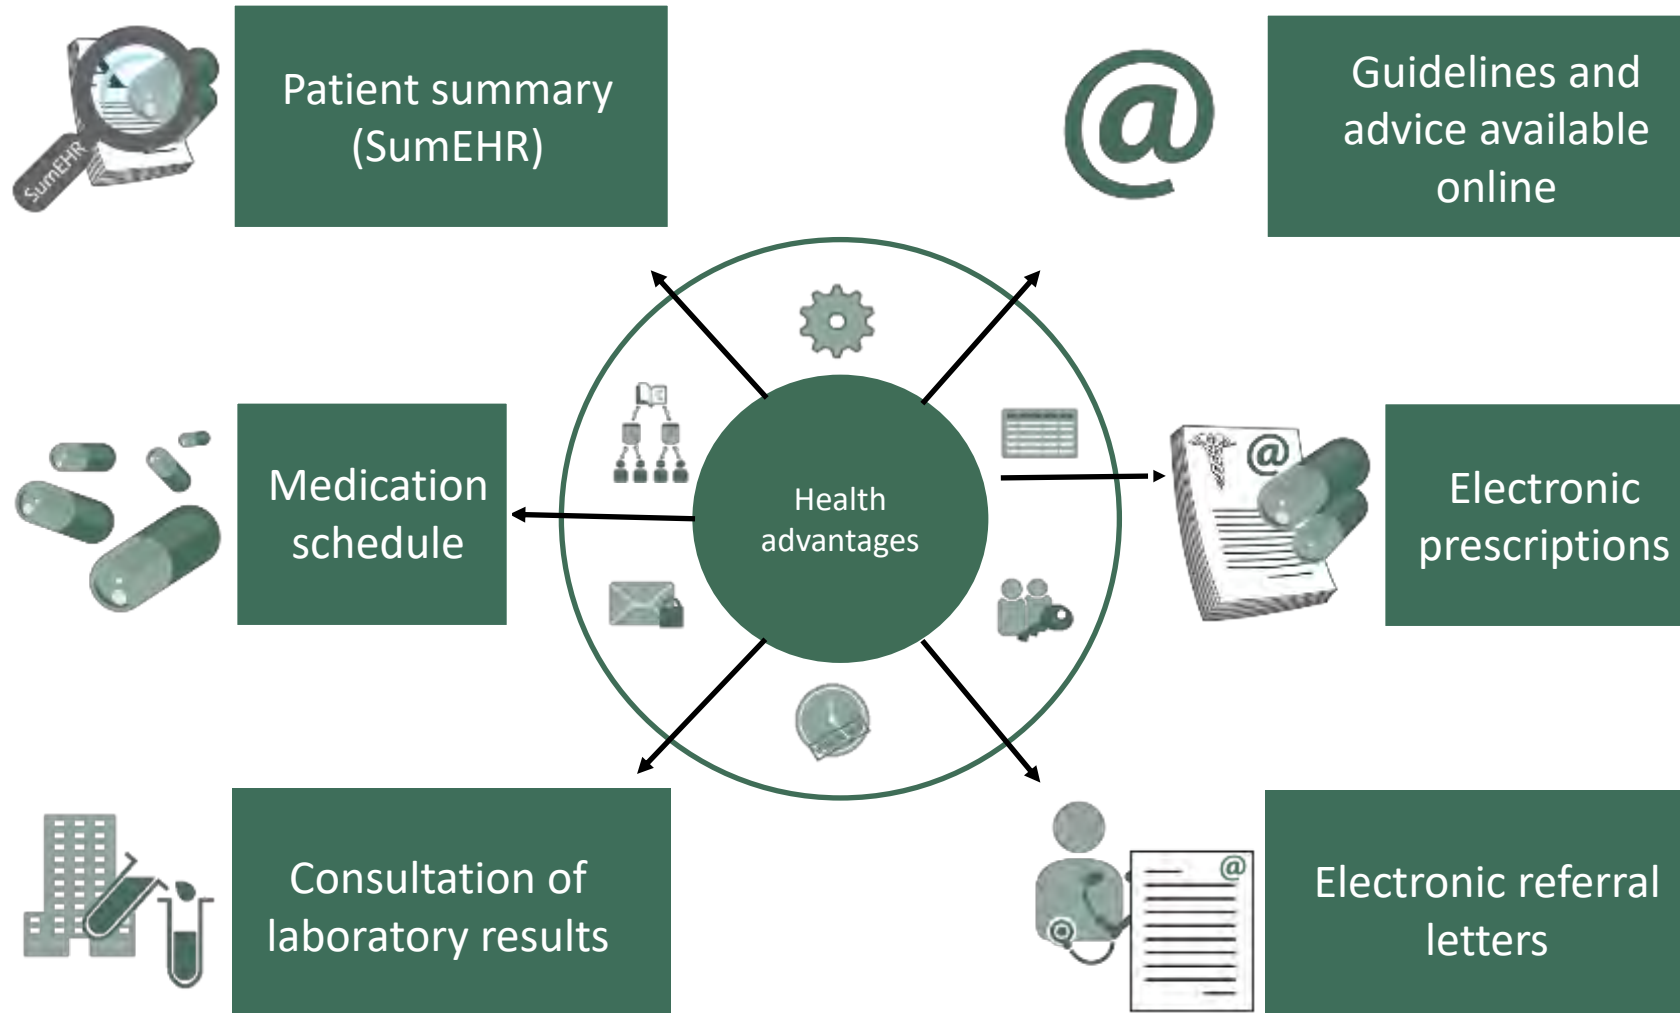 SumEHR
Patient summary
(SumEHR)
@
Guidelines and
advice available
online
Medication
schedule
Health
advantages
@
Electronic
prescriptions
Consultation of
laboratory results
@
Electronic referral
letters